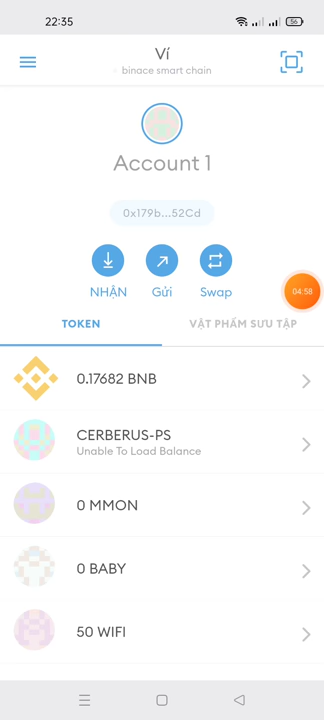 22:35
56
Ví
binace smart chain
Account 1
0x179b...52Cd
NHẬN
Gửi
Swap
04:58
TOKEN
VẬT PHẨM SƯU TẬP
0.17682 BNB
CERBERUS-PS
Unable To Load Balance
0 MMON
0 BABY
50 WIFI